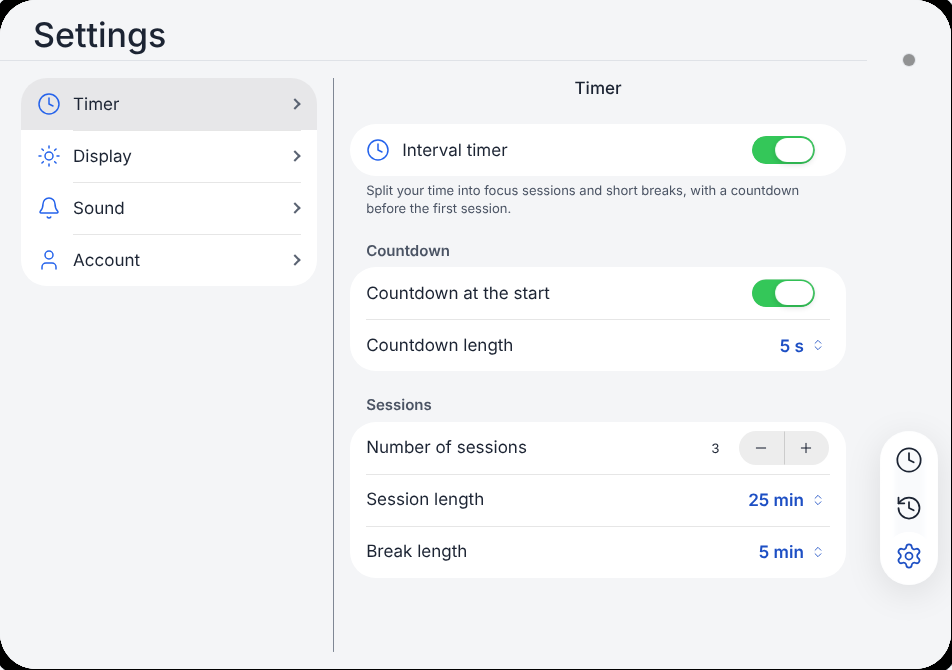 Settings
Timer
Display
Sound
Account
Timer
Interval timer
Split your time into focus sessions and short breaks, with a countdown
before the first session.
Countdown
Countdown at the start
Countdown length 5 s
Sessions
Number of sessions 3 − +
Session length 25 min
Break length 5 min